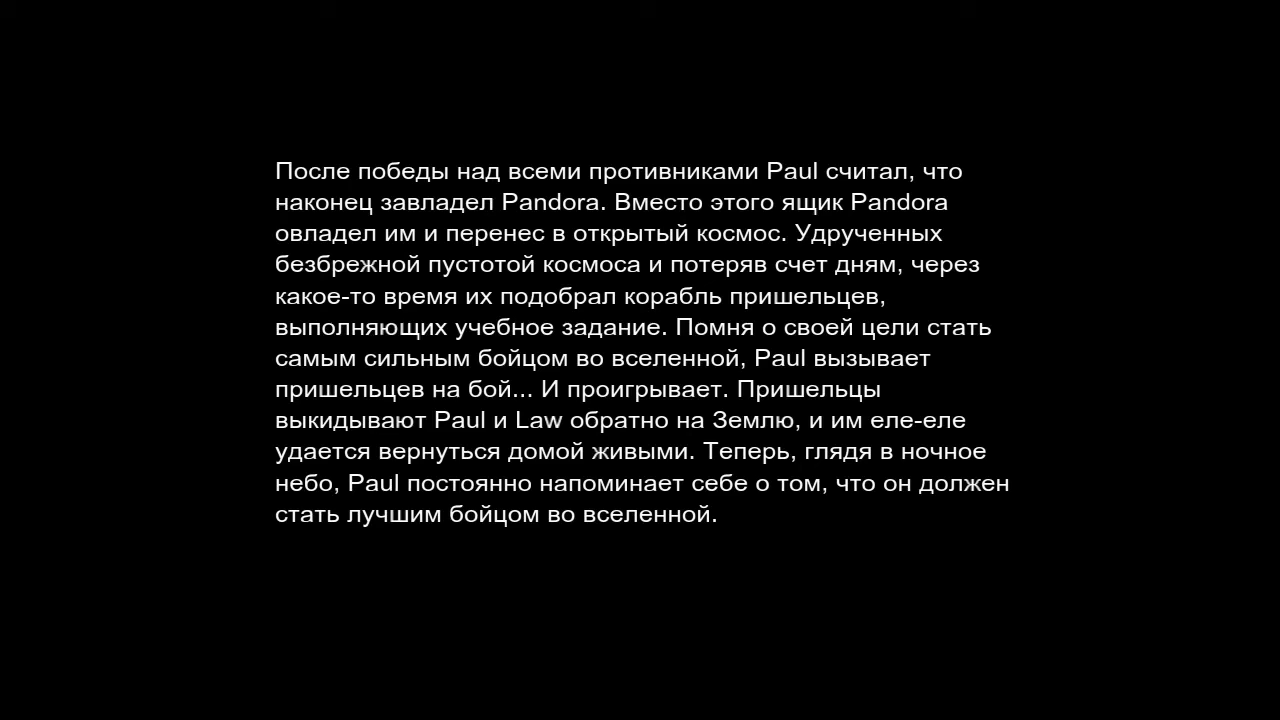 После победы над всеми противниками Paul считал, что
наконец завладел Pandora. Вместо этого ящик Pandora
овладел им и перенес в открытый космос. Удрученных
безбрежной пустотой космоса и потеряв счет дням, через
какое-то время их подобрал корабль пришельцев,
выполняющих учебное задание. Помня о своей цели стать
самым сильным бойцом во вселенной, Paul вызывает
пришельцев на бой... И проигрывает. Пришельцы
выкидывают Paul и Law обратно на Землю, и им еле-еле
удается вернуться домой живыми. Теперь, глядя в ночное
небо, Paul постоянно напоминает себе о том, что он должен
стать лучшим бойцом во вселенной.